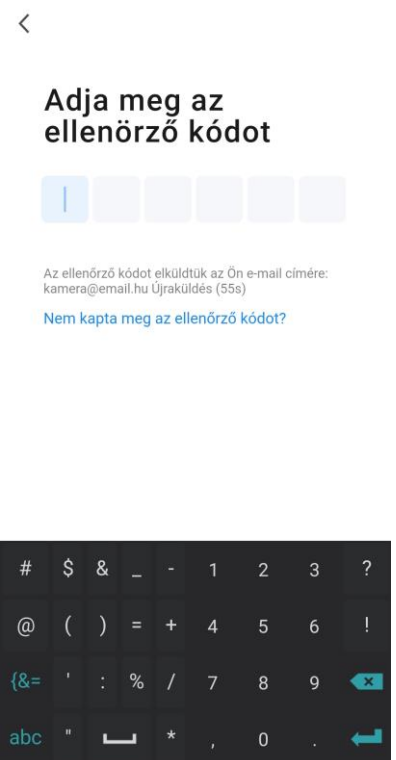 Adja meg az
ellenörző kódot
Az ellenőrző kódot elküldtük az Ön e-mail címére:
kamera@email.hu Újraküldés (55s)
Nem kapta meg az ellenőrző kódot?
# $ & _ - 1 2 3 ?
@ ( ) = + 4 5 6 !
{&= ' : % / 7 8 9
abc " * , 0 .